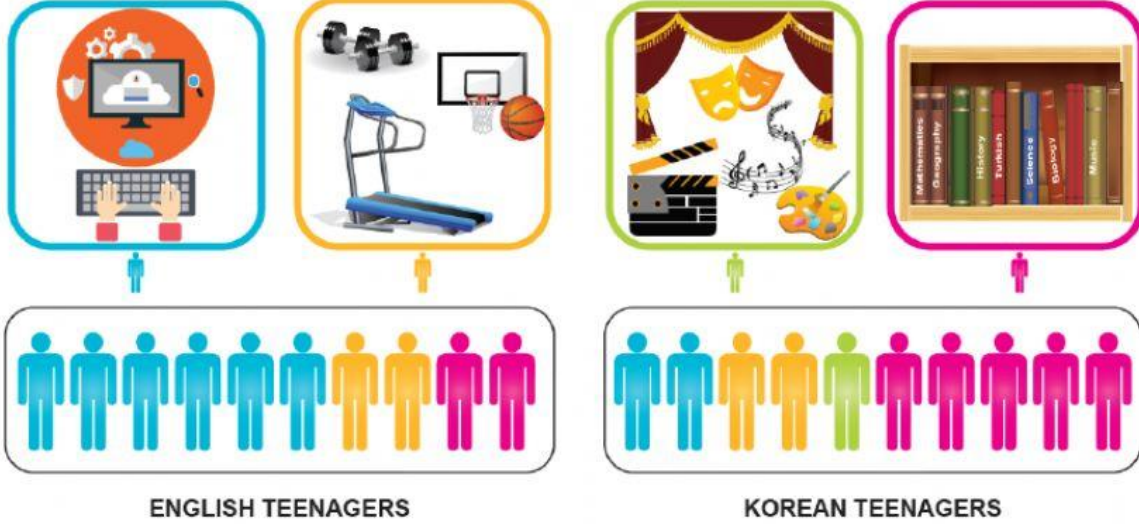 Mathematics
Geography
History
Turkish
Science
Biology
Music
ENGLISH TEENAGERS
KOREAN TEENAGERS